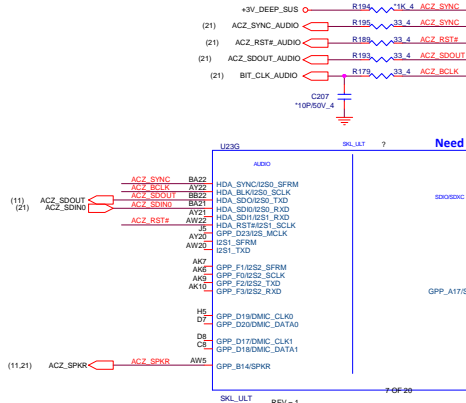 +3V_DEEP_SUS R194 *1K_4 ACZ_SYNC
(21) ACZ_SYNC_AUDIO R195 33_4 ACZ_SYNC
(21) ACZ_RST#_AUDIO R189 33_4 ACZ_RST#
(21) ACZ_SDOUT_AUDIO R193 33_4 ACZ_SDOUT
(21) BIT_CLK_AUDIO R179 33_4 ACZ_BCLK
C207
*10P/50V_4
U23G SKL_ULT ? Need
AUDIO
ACZ_SYNC BA22 HDA_SYNC/I2S0_SFRM
ACZ_BCLK AY22 HDA_BLK/I2S0_SCLK
(11) ACZ_SDOUT ACZ_SDOUT BB22 HDA_SDO/I2S0_TXD
(21) ACZ_SDIN0 ACZ_SDIN0 BA21 HDA_SDI0/I2S0_RXD
AY21 HDA_SDI1/I2S1_RXD
ACZ_RST# AW22 HDA_RST#/I2S1_SCLK
J5 GPP_D23/I2S_MCLK
AY20 I2S1_SFRM
AW20 I2S1_TXD
SDIO/SDXC
AK7 GPP_F1/I2S2_SFRM
AK6 GPP_F0/I2S2_SCLK
AK9 GPP_F2/I2S2_TXD
AK10 GPP_F3/I2S2_RXD
GPP_A17/S
H5 GPP_D19/DMIC_CLK0
D7 GPP_D20/DMIC_DATA0
D8 GPP_D17/DMIC_CLK1
C8 GPP_D18/DMIC_DATA1
(11,21) ACZ_SPKR ACZ_SPKR AW5 GPP_B14/SPKR
7 OF 20
SKL_ULT
REV = 1